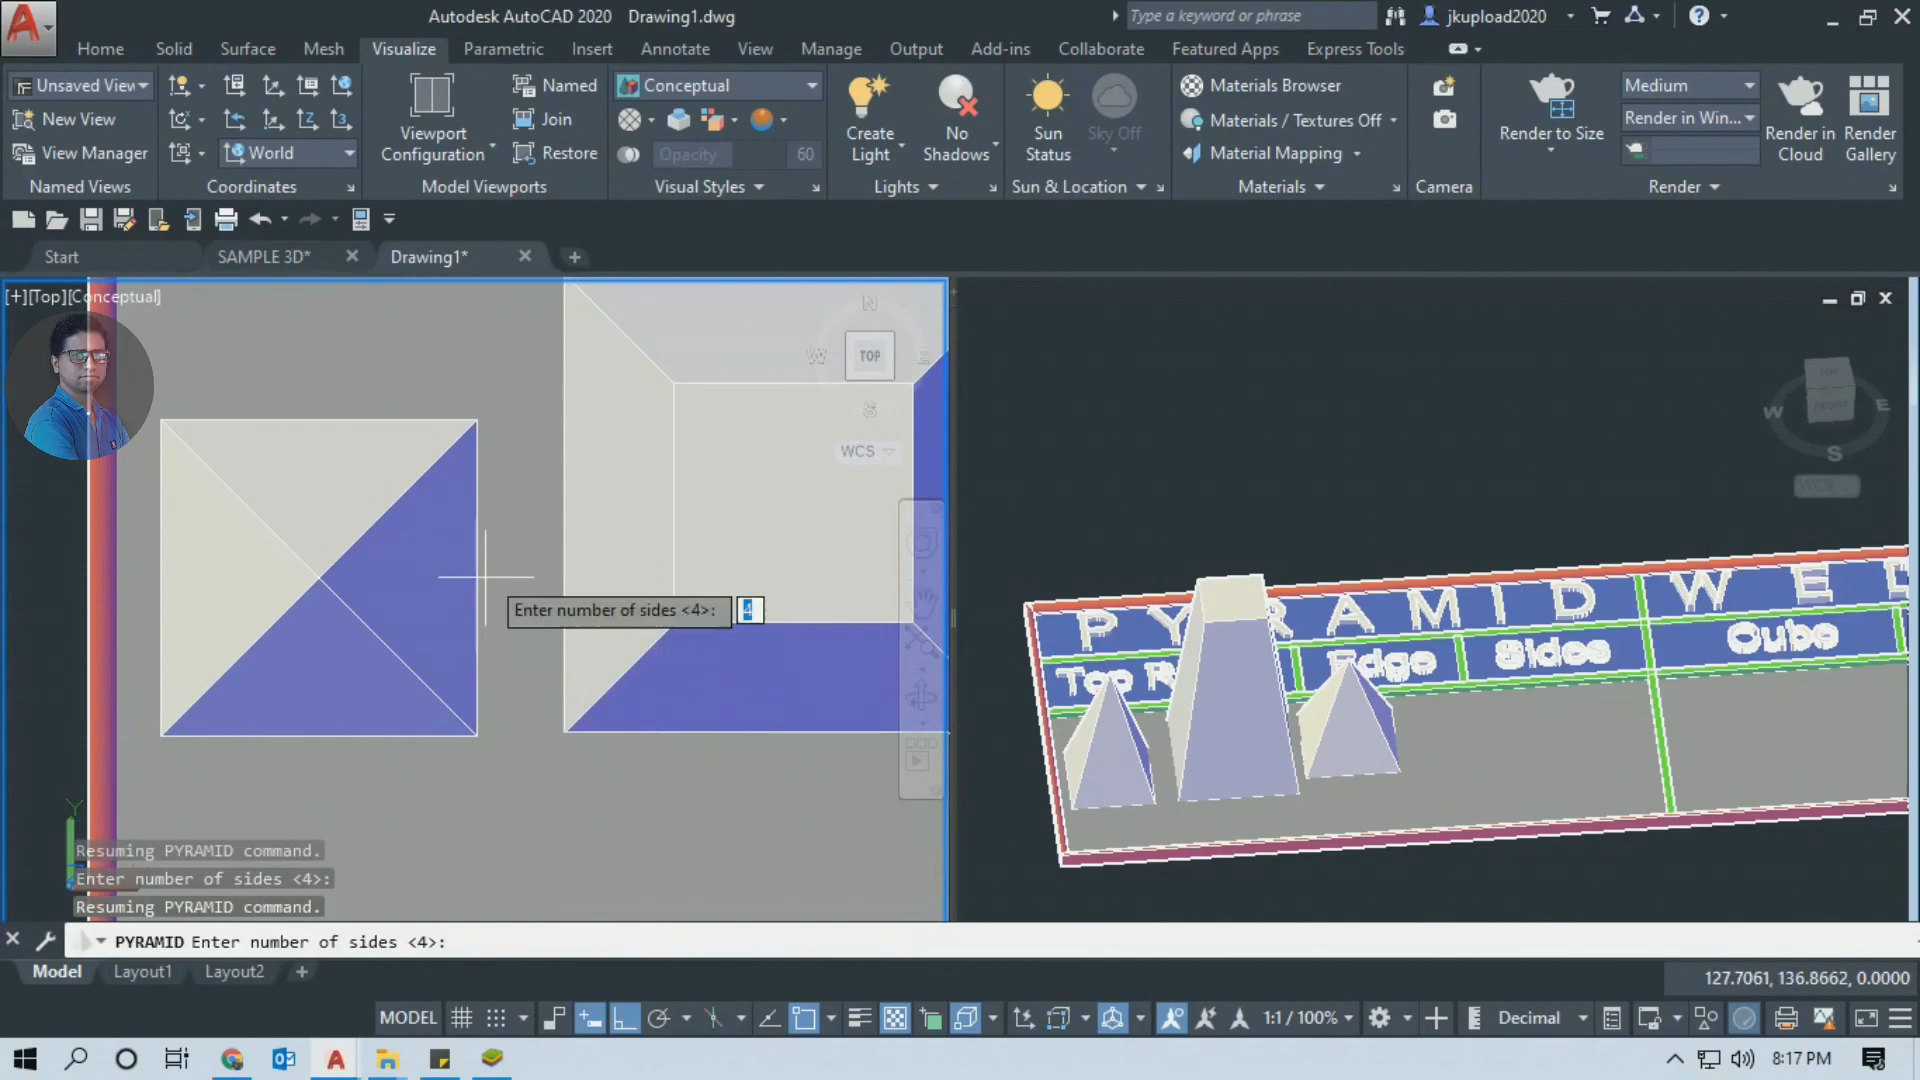 Autodesk AutoCAD 2020 Drawing1.dwg
Type a keyword or phrase
jkupload2020
Home Solid Surface Mesh Visualize Parametric Insert Annotate View Manage Output Add-ins Collaborate Featured Apps Express Tools
Unsaved View
New View
View Manager
Named Views
World
Coordinates
Viewport
Configuration
Named
Join
Restore
Model Viewports
Conceptual
Opacity 60
Visual Styles
Create
Light
No
Shadows
Lights
Sun
Status
Sky Off
Sun & Location
Materials Browser
Materials / Textures Off
Material Mapping
Materials
Camera
Render to Size
Medium
Render in Win...
Render in
Cloud
Render
Gallery
Render
Start SAMPLE 3D* Drawing1*
[+][Top][Conceptual]
N
W TOP E
S
WCS
TOP
FRONT
W E
S
WCS
PYRAMID WED
Top R Edge Sides Cube
Enter number of sides <4>: 4
Y
Resuming PYRAMID command.
Enter number of sides <4>:
Resuming PYRAMID command.
PYRAMID Enter number of sides <4>:
Model Layout1 Layout2
127.7061, 136.8662, 0.0000
MODEL 1:1 / 100% Decimal
8:17 PM